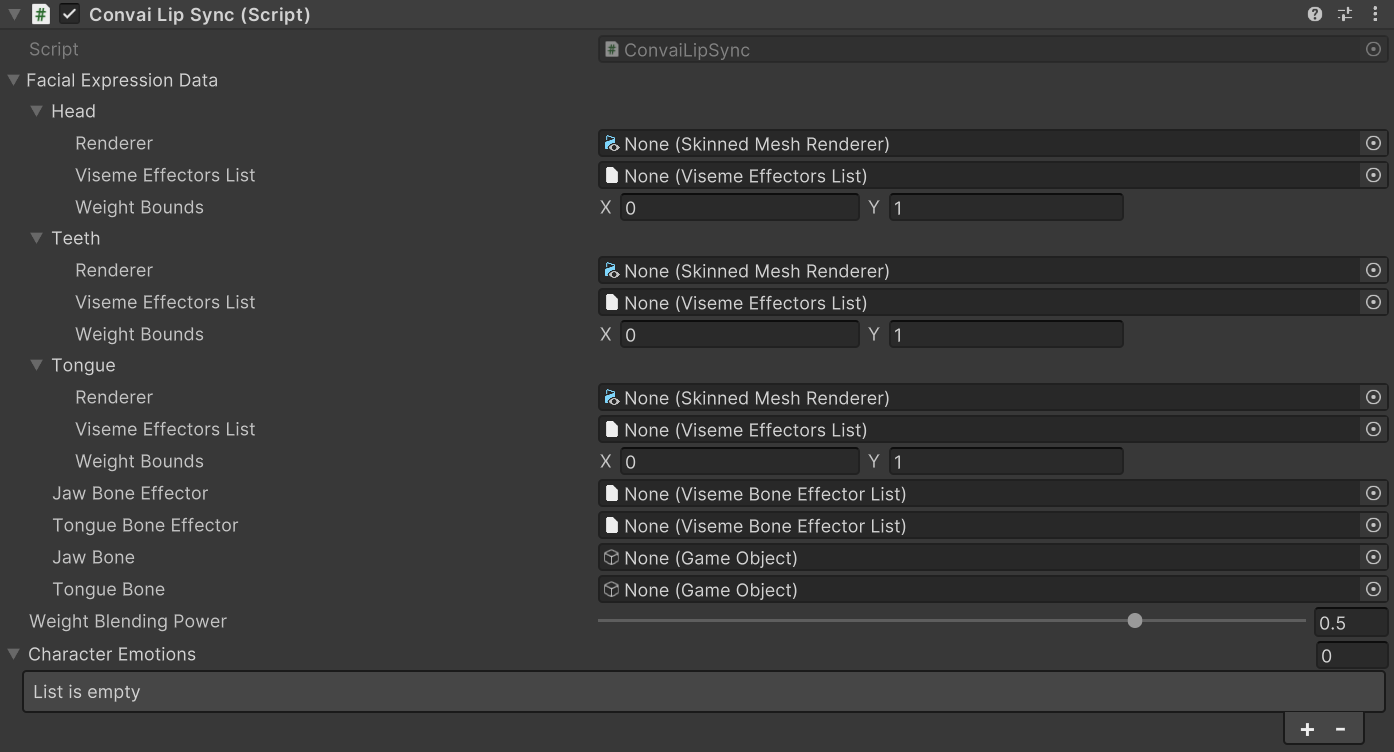 Convai Lip Sync (Script)
Script ConvaiLipSync
Facial Expression Data
Head
Renderer None (Skinned Mesh Renderer)
Viseme Effectors List None (Viseme Effectors List)
Weight Bounds X 0 Y 1
Teeth
Renderer None (Skinned Mesh Renderer)
Viseme Effectors List None (Viseme Effectors List)
Weight Bounds X 0 Y 1
Tongue
Renderer None (Skinned Mesh Renderer)
Viseme Effectors List None (Viseme Effectors List)
Weight Bounds X 0 Y 1
Jaw Bone Effector None (Viseme Bone Effector List)
Tongue Bone Effector None (Viseme Bone Effector List)
Jaw Bone None (Game Object)
Tongue Bone None (Game Object)
Weight Blending Power 0.5
Character Emotions 0
List is empty
+ -